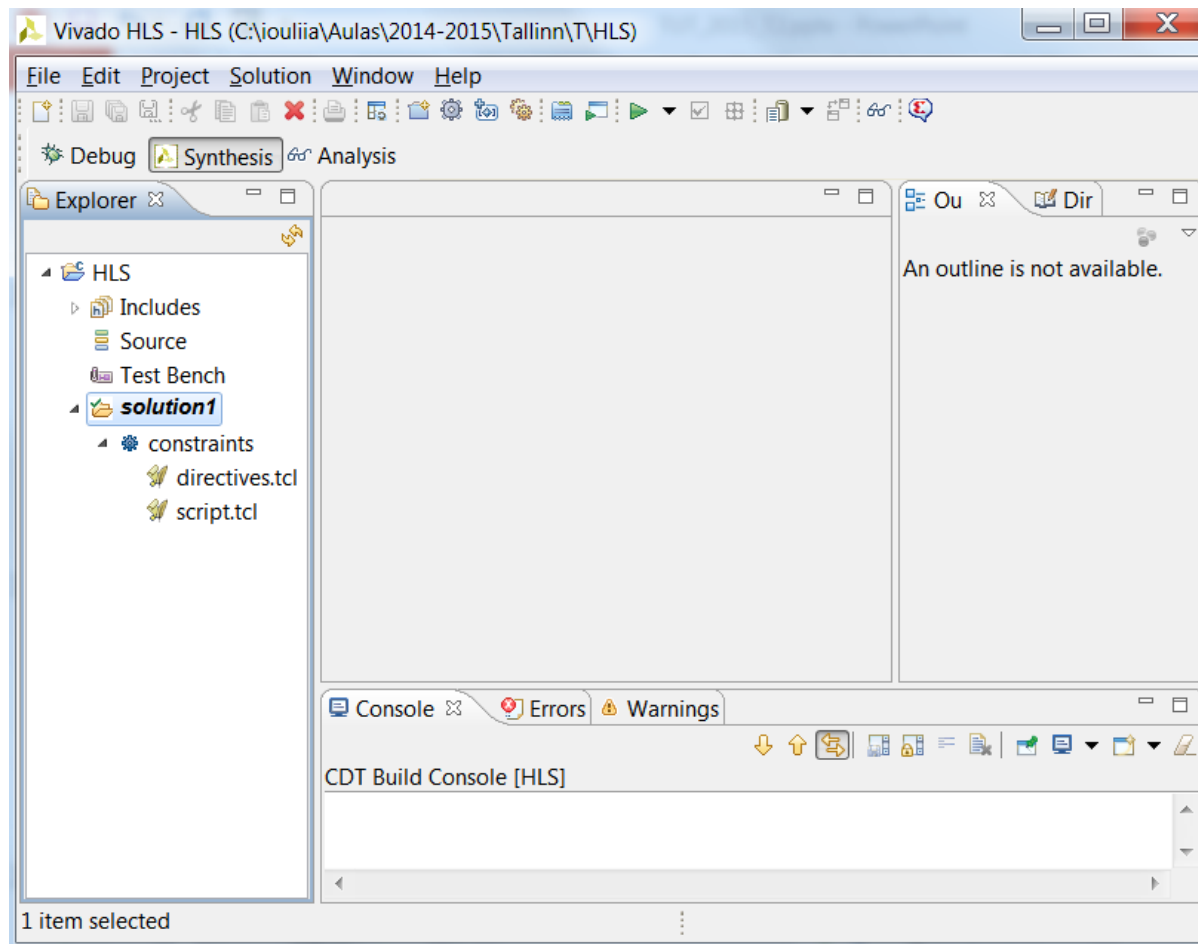 Vivado HLS - HLS (C:\iouliia\Aulas\2014-2015\Tallinn\T\HLS)
File Edit Project Solution Window Help
Debug Synthesis Analysis
Explorer
HLS
Includes
Source
Test Bench
solution1
constraints
directives.tcl
script.tcl
Ou Dir
An outline is not available.
Console Errors Warnings
CDT Build Console [HLS]
1 item selected